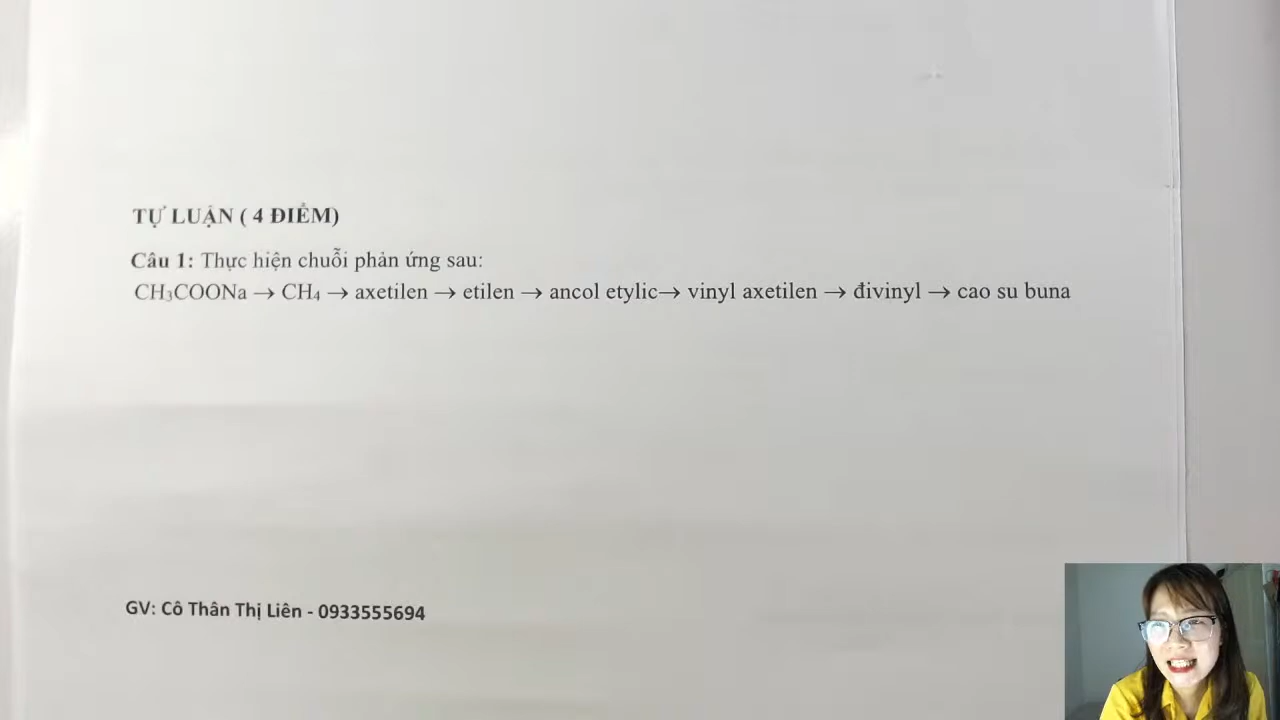 TỰ LUẬN ( 4 ĐIỂM)
Câu 1: Thực hiện chuỗi phản ứng sau:
CH₃COONa → CH₄ → axetilen → etilen → ancol etylic→ vinyl axetilen → đivinyl → cao su buna
GV: Cô Thân Thị Liên - 0933555694